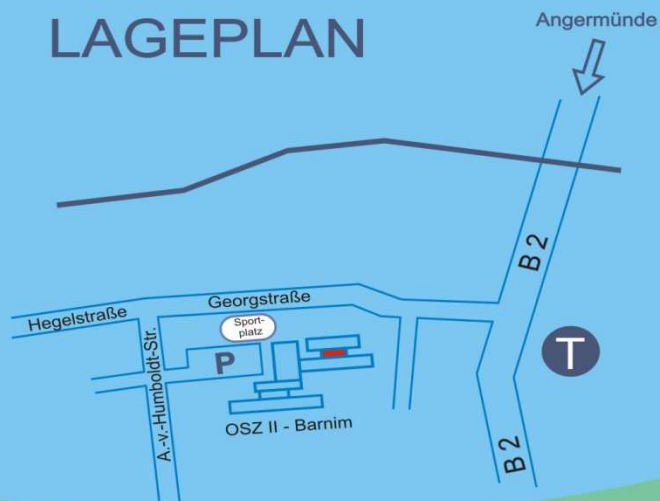 LAGEPLAN
Angermünde
B 2
Georgstraße
Hegelstraße
Sport-
platz
A.-v.-Humboldt-Str.
P
T
OSZ II - Barnim
B 2